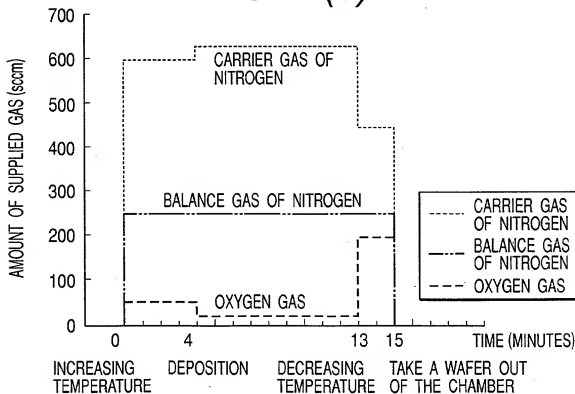 700
600
500
400
300
200
100
0
AMOUNT OF SUPPLIED GAS (sccm)
CARRIER GAS OF
NITROGEN
BALANCE GAS OF NITROGEN
OXYGEN GAS
CARRIER GAS
OF NITROGEN
BALANCE GAS
OF NITROGEN
OXYGEN GAS
0 4 13 15 TIME (MINUTES)
INCREASING DEPOSITION DECREASING TAKE A WAFER OUT
TEMPERATURE TEMPERATURE OF THE CHAMBER